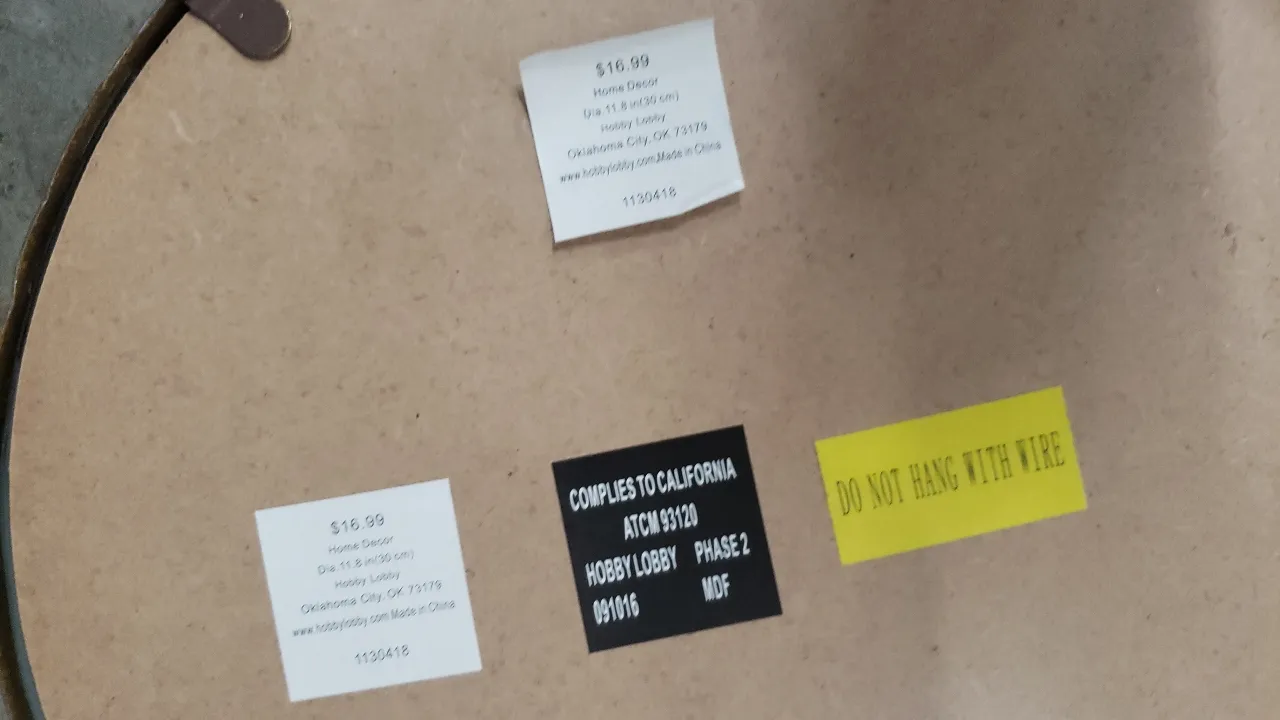 $16.99
Home Decor
Dia.11.8 in(30 cm)
Hobby Lobby
Oklahoma City, OK 73179
www.hobbylobby.com Made in China
1130418
$16.99
Home Decor
Dia.11.8 in(30 cm)
Hobby Lobby
Oklahoma City, OK 73179
www.hobbylobby.com Made in China
1130418
COMPLIES TO CALIFORNIA
ATCM 93120
HOBBY LOBBY PHASE 2
091016 MDF
DO NOT HANG WITH WIRE